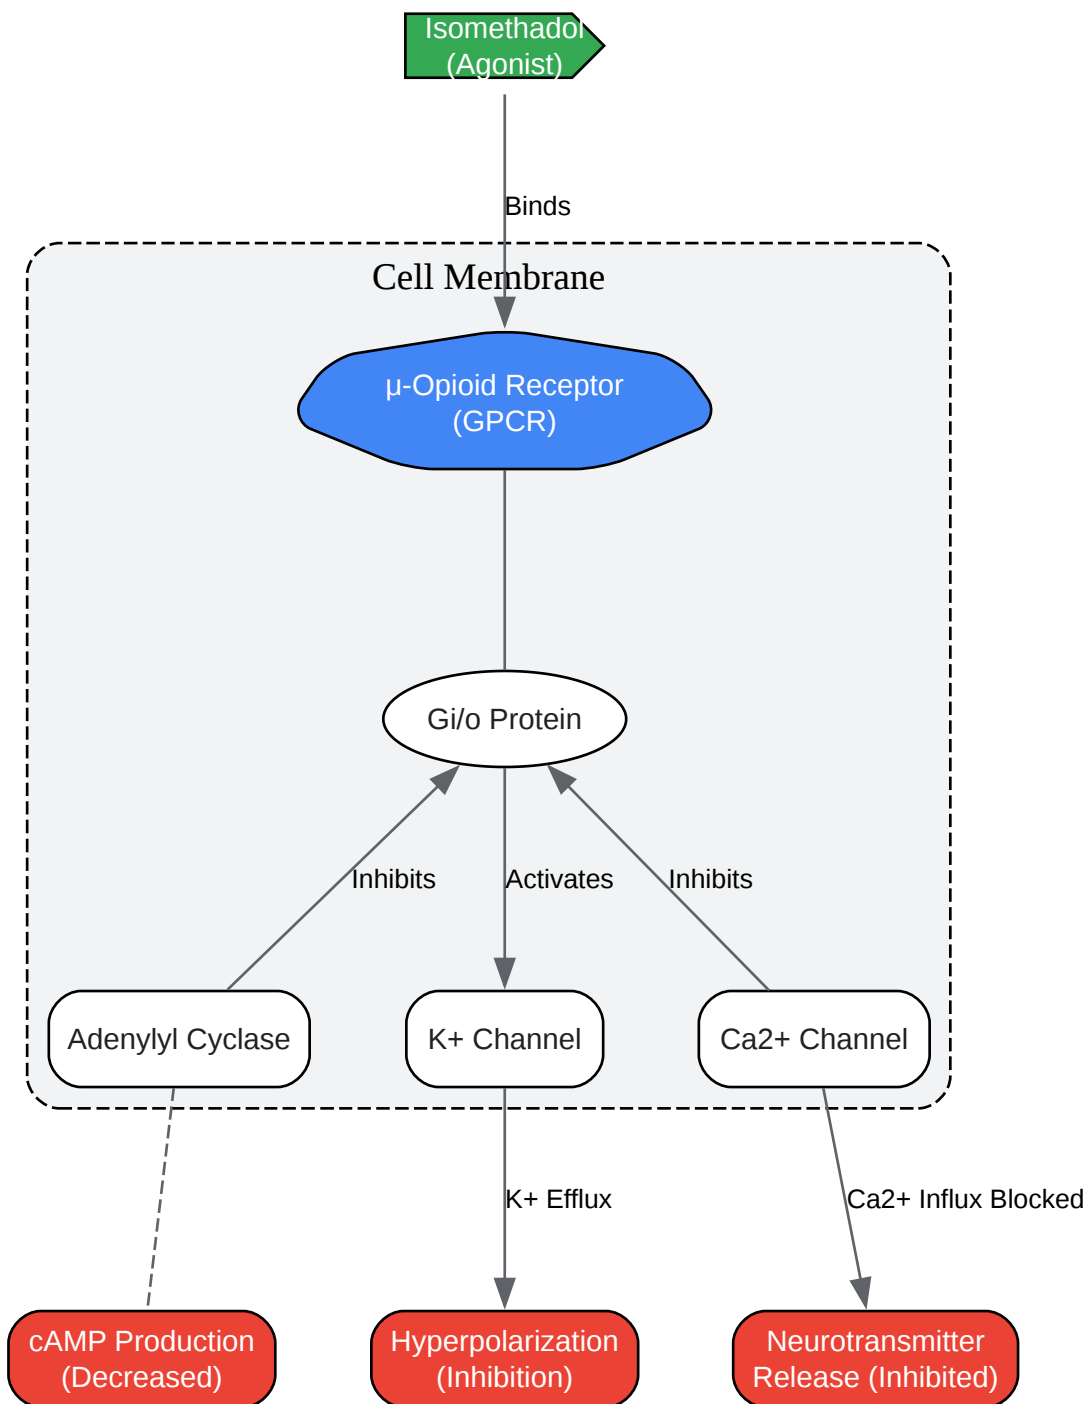 Isomethadol
(Agonist)
Binds
Cell Membrane
μ-Opioid Receptor
(GPCR)
Gi/o Protein
Inhibits
Activates
Inhibits
Adenylyl Cyclase
K+ Channel
Ca2+ Channel
K+ Efflux
Ca2+ Influx Blocked
cAMP Production
(Decreased)
Hyperpolarization
(Inhibition)
Neurotransmitter
Release (Inhibited)